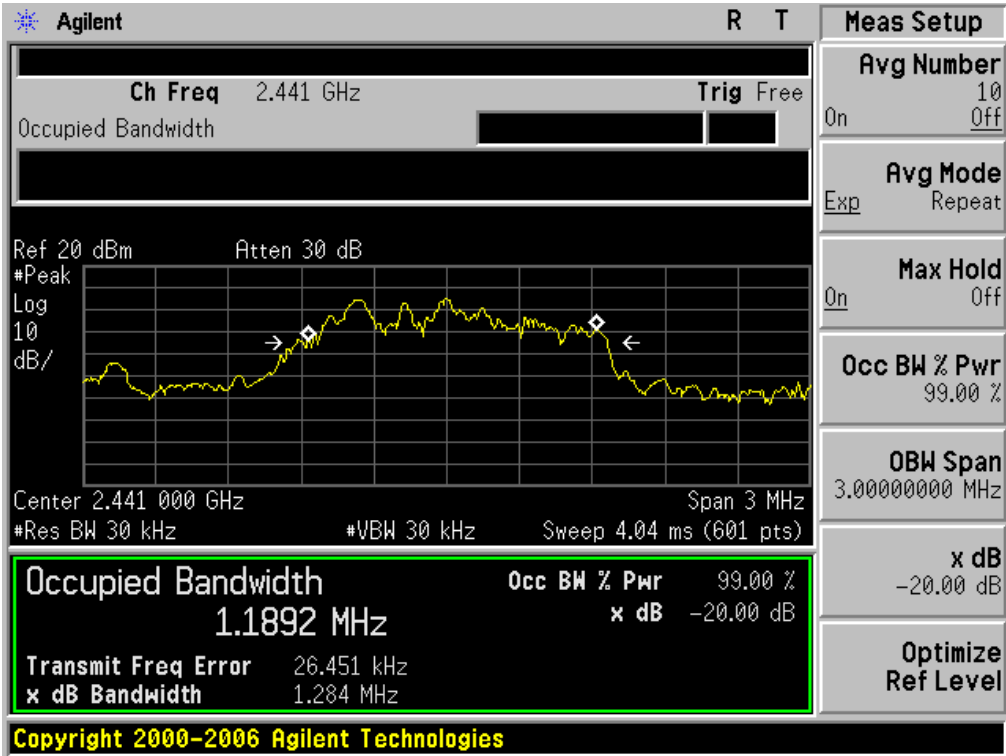 Agilent R T
Ch Freq 2.441 GHz Trig Free
Occupied Bandwidth
Ref 20 dBm Atten 30 dB
#Peak
Log
10
dB/
Center 2.441 000 GHz Span 3 MHz
#Res BW 30 kHz #VBW 30 kHz Sweep 4.04 ms (601 pts)
Occupied Bandwidth Occ BW % Pwr 99.00 %
1.1892 MHz x dB -20.00 dB
Transmit Freq Error 26.451 kHz
x dB Bandwidth 1.284 MHz
Copyright 2000-2006 Agilent Technologies
Meas Setup
Avg Number
10
On Off
Avg Mode
Exp Repeat
Max Hold
On Off
Occ BW % Pwr
99.00 %
OBW Span
3.00000000 MHz
x dB
-20.00 dB
Optimize
Ref Level